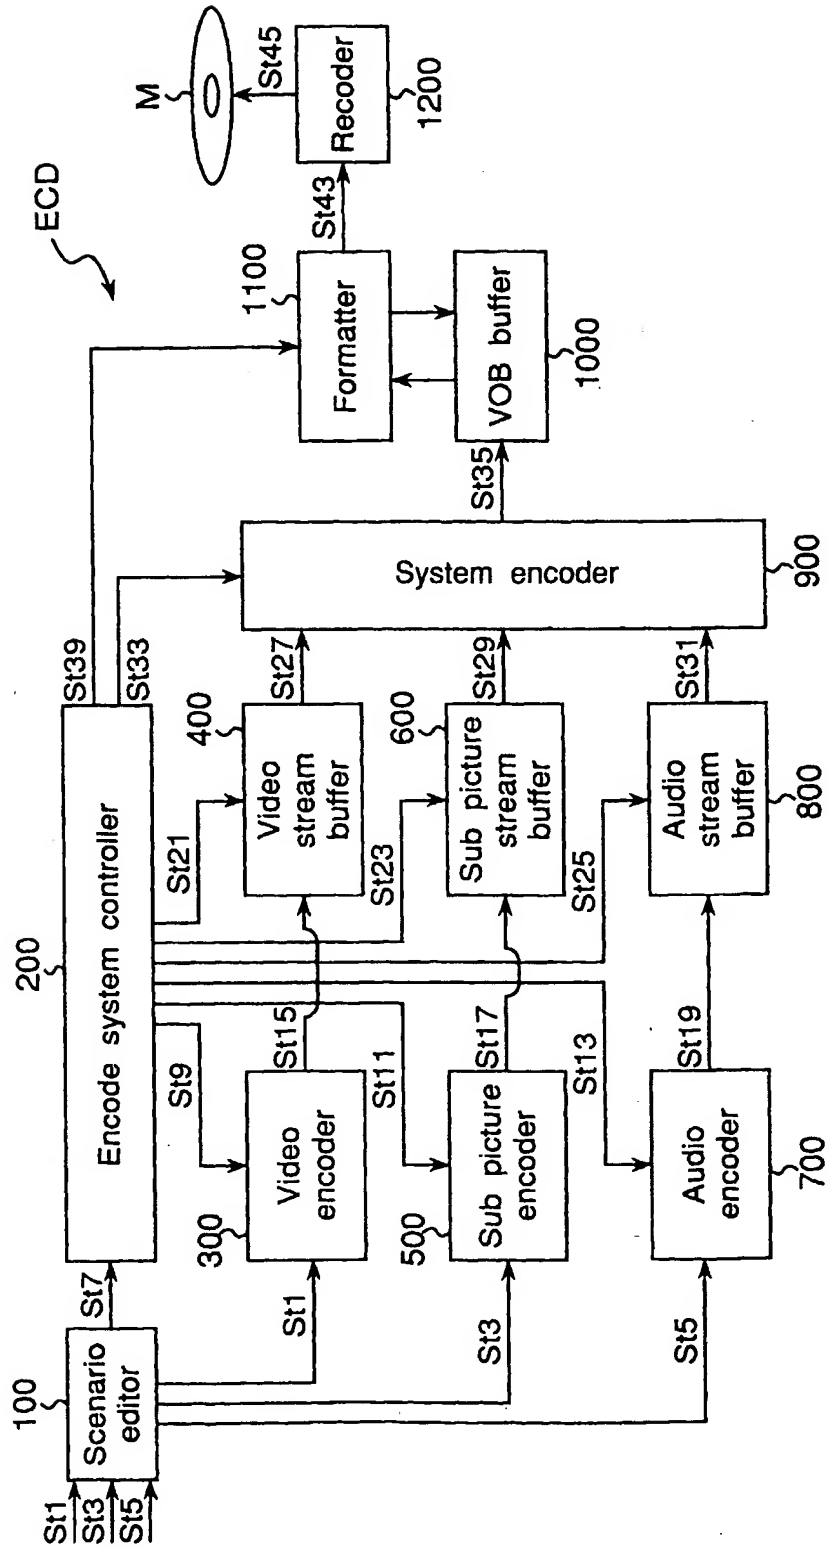 ECD
St1
St3
St5
100
Scenario
editor
St7
200
Encode system controller
St39
St33
St9
St21
St1
300
Video
encoder
St15
400
Video
stream
buffer
St27
St11
St23
St3
500
Sub picture
encoder
St17
600
Sub picture
stream
buffer
St29
St13
St25
St5
700
Audio
encoder
St19
800
Audio
stream
buffer
St31
System encoder
900
St35
VOB buffer
1000
1100
Formatter
St43
Recoder
1200
St45
M